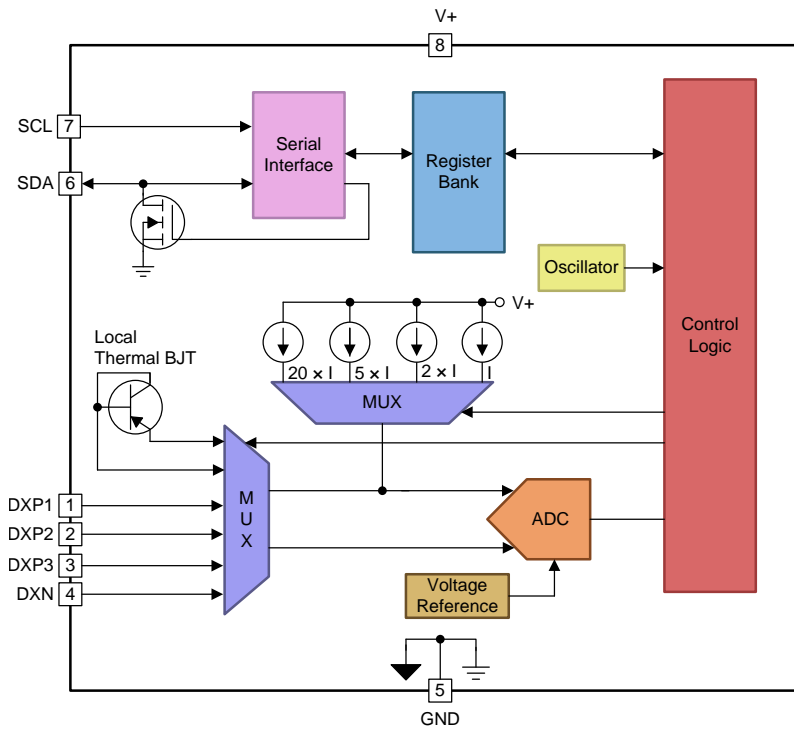 V+
8
SCL
7
Serial
Interface
Register
Bank
SDA
6
Oscillator
V+
Control
Logic
Local
Thermal BJT
20 × I
5 × I
2 × I
I
MUX
DXP1
1
M
U
X
ADC
DXP2
2
DXP3
3
DXN
4
Voltage
Reference
5
GND